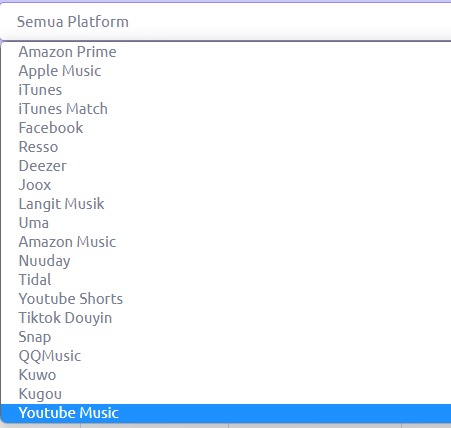 Semua Platform
Amazon Prime
Apple Music
iTunes
iTunes Match
Facebook
Resso
Deezer
Joox
Langit Musik
Uma
Amazon Music
Nuuday
Tidal
Youtube Shorts
Tiktok Douyin
Snap
QQMusic
Kuwo
Kugou
Youtube Music